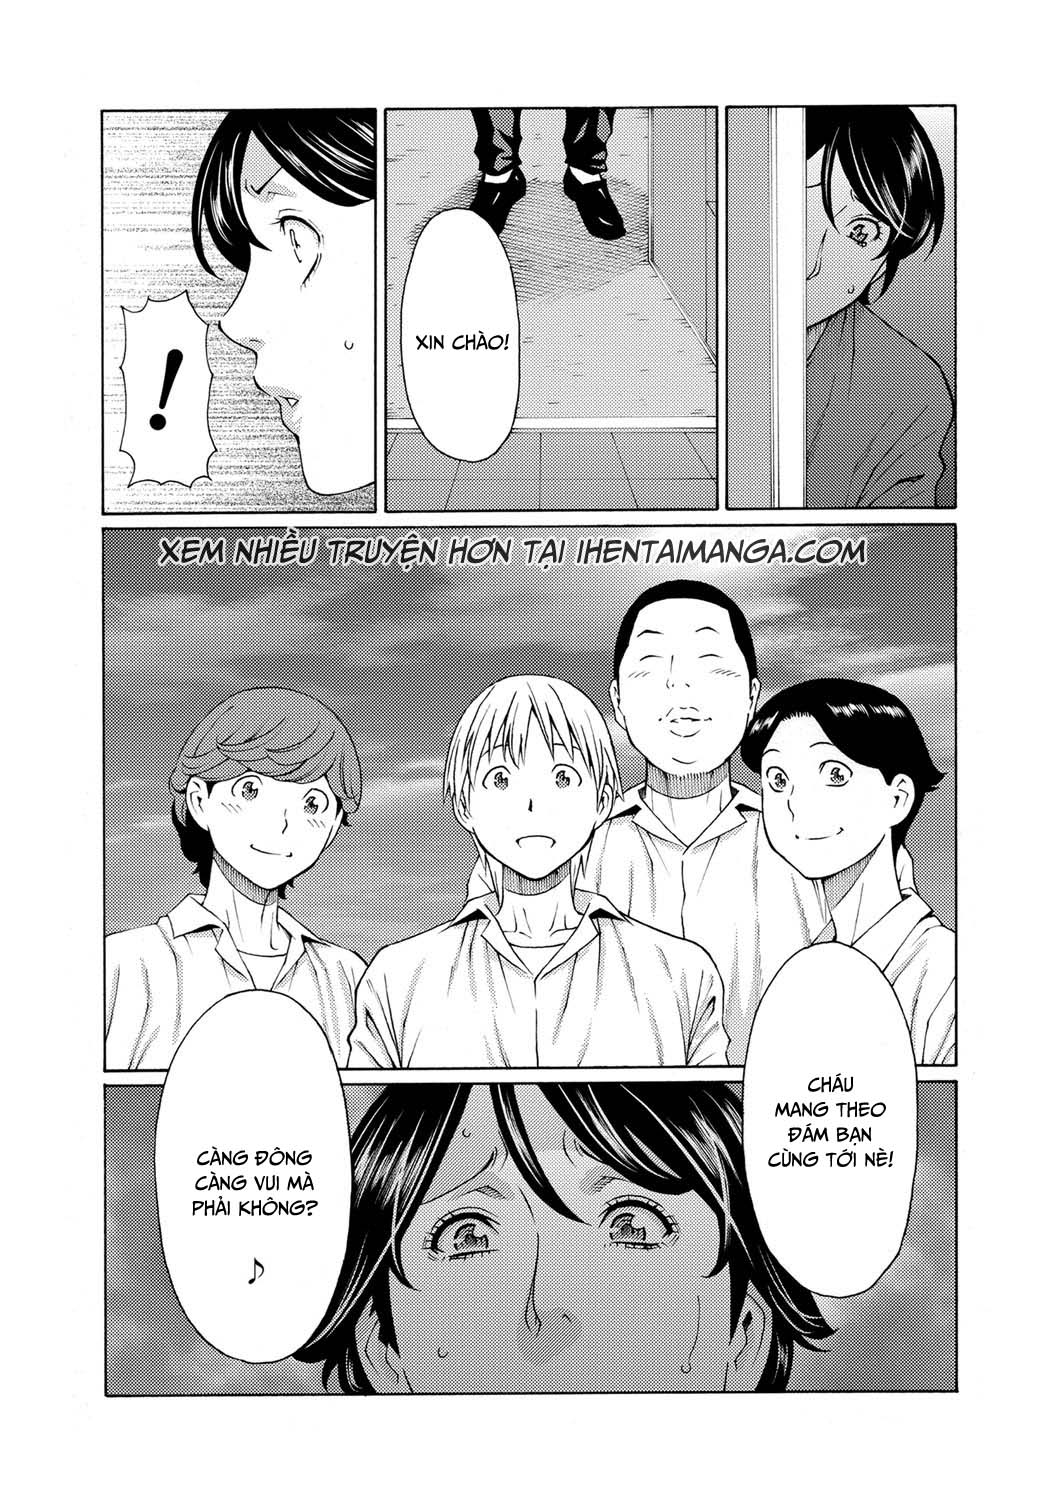 XIN CHÀO!
!
XEM NHIỀU TRUYỆN HƠN TẠI IHENTAIMANGA.COM
CHÁU
MANG THEO
ĐÁM BẠN
CÙNG TỚI NÈ!
CÀNG ĐÔNG
CÀNG VUI MÀ
PHẢI KHÔNG?
♪